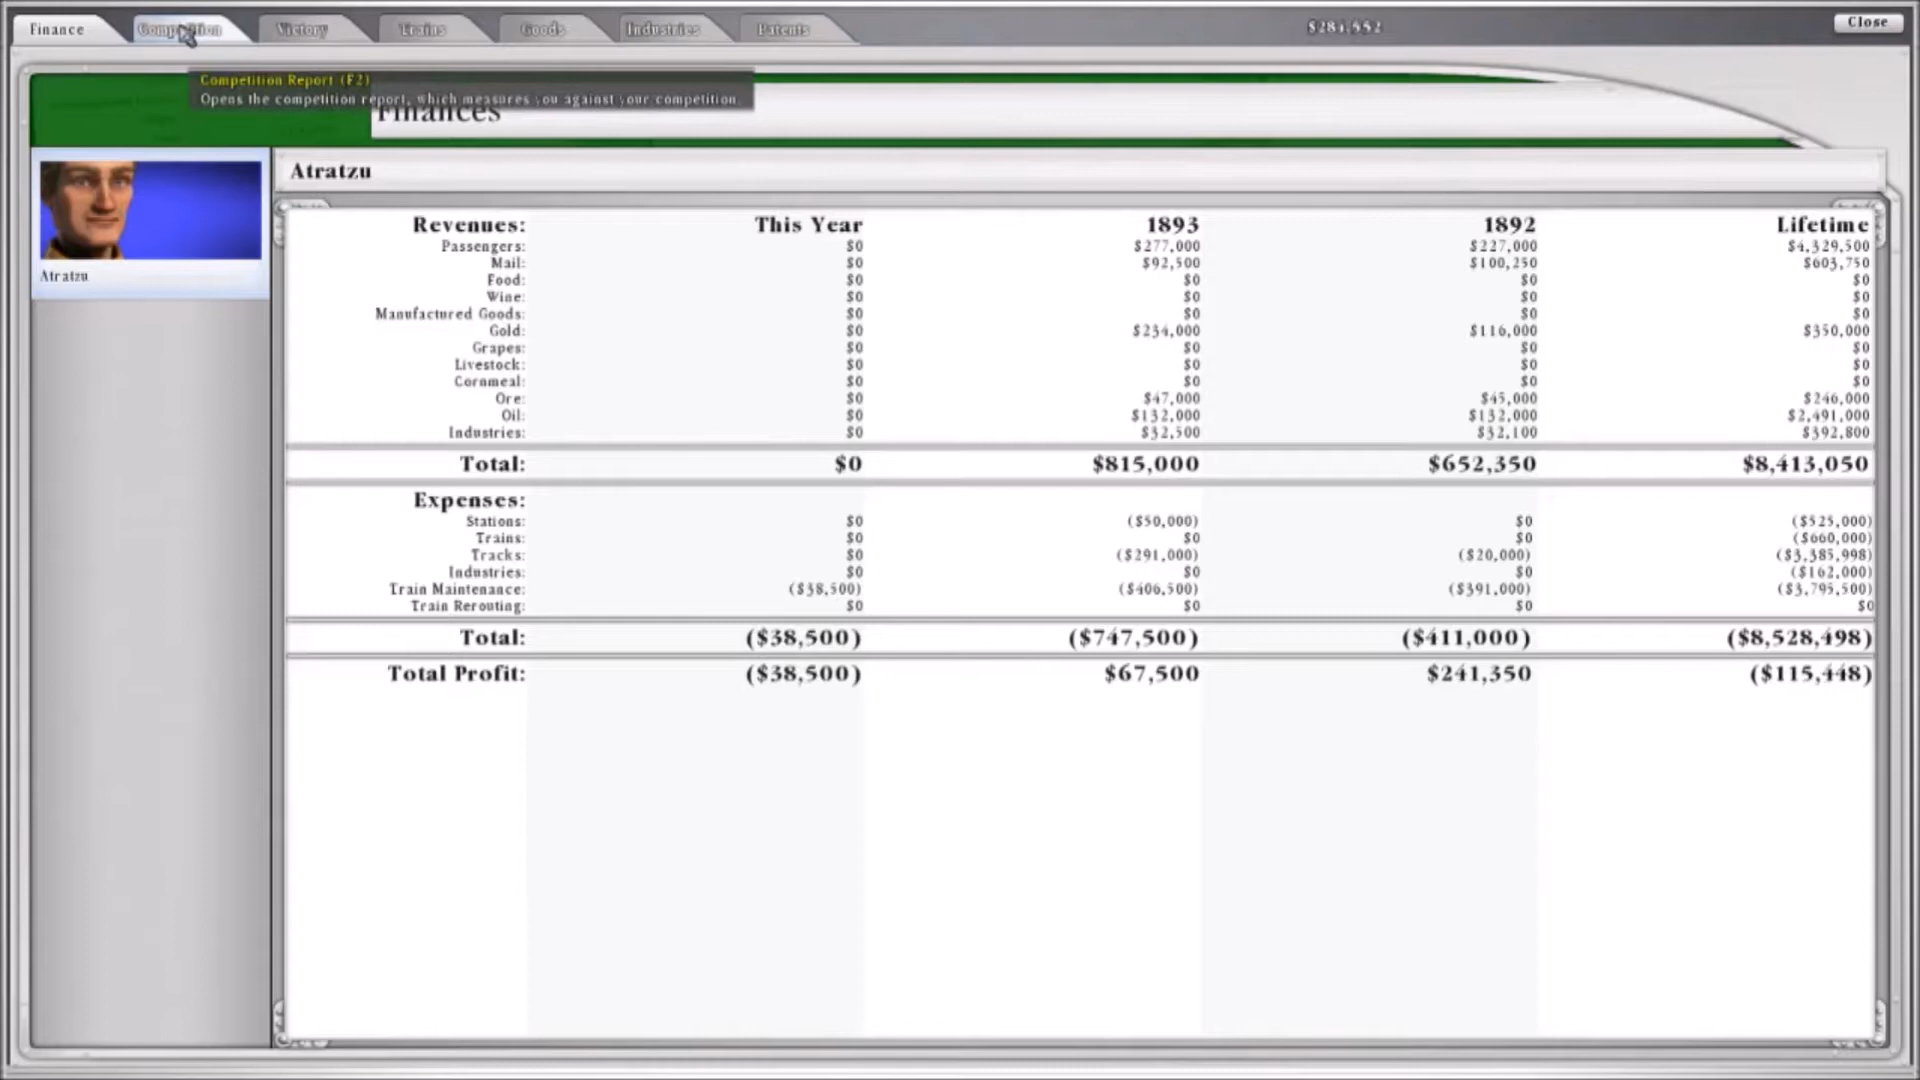 Finance Competition Victory Trains Goods Industries Patents Close
Competition Report (F2)
Opens the competition report, which measures you against your competition.
Finances
Atratzu
Atratzu
Revenues: This Year 1893 1892 Lifetime
Passengers: $0 $277,000 $227,000 $4,329,500
Mail: $0 $92,500 $100,250 $603,750
Food: $0 $0 $0 $0
Wine: $0 $0 $0 $0
Manufactured Goods: $0 $0 $0 $0
Gold: $0 $234,000 $116,000 $350,000
Grapes: $0 $0 $0 $0
Livestock: $0 $0 $0 $0
Cornmeal: $0 $0 $0 $0
Ore: $0 $47,000 $45,000 $246,000
Oil: $0 $132,000 $132,000 $2,491,000
Industries: $0 $32,500 $32,100 $392,800
Total: $0 $815,000 $652,350 $8,413,050
Expenses:
Stations: $0 ($50,000) $0 ($525,000)
Trains: $0 $0 $0 ($660,000)
Tracks: $0 ($291,000) ($20,000) ($3,385,998)
Industries: $0 $0 $0 ($162,000)
Train Maintenance: ($38,500) ($406,500) ($391,000) ($3,795,500)
Train Rerouting: $0 $0 $0 $0
Total: ($38,500) ($747,500) ($411,000) ($8,528,498)
Total Profit: ($38,500) $67,500 $241,350 ($115,448)